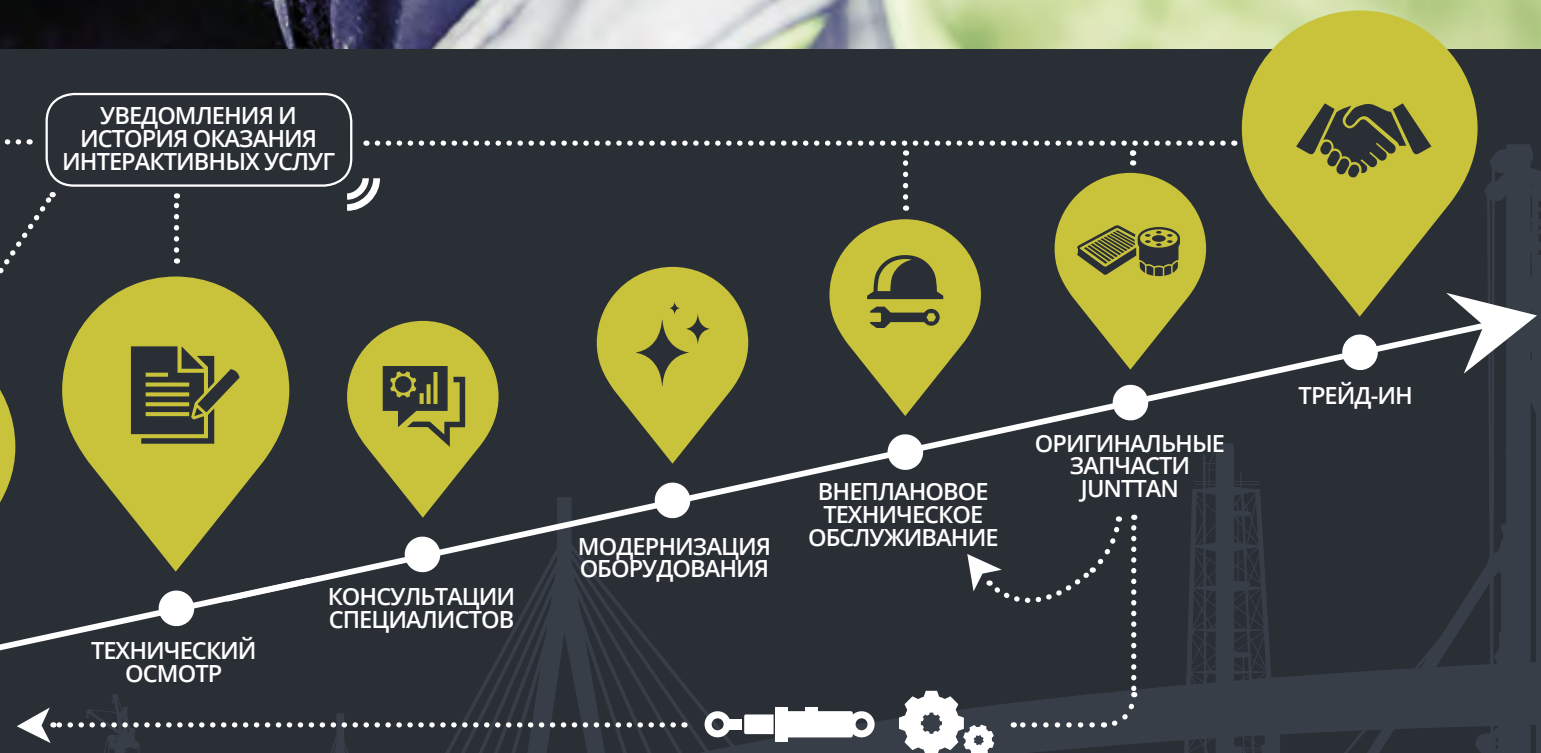 УВЕДОМЛЕНИЯ И
ИСТОРИЯ ОКАЗАНИЯ
ИНТЕРАКТИВНЫХ УСЛУГ
ТЕХНИЧЕСКИЙ
ОСМОТР
КОНСУЛЬТАЦИИ
СПЕЦИАЛИСТОВ
МОДЕРНИЗАЦИЯ
ОБОРУДОВАНИЯ
ВНЕПЛАНОВОЕ
ТЕХНИЧЕСКОЕ
ОБСЛУЖИВАНИЕ
ОРИГИНАЛЬНЫЕ
ЗАПЧАСТИ
JUNTTAN
ТРЕЙД-ИН